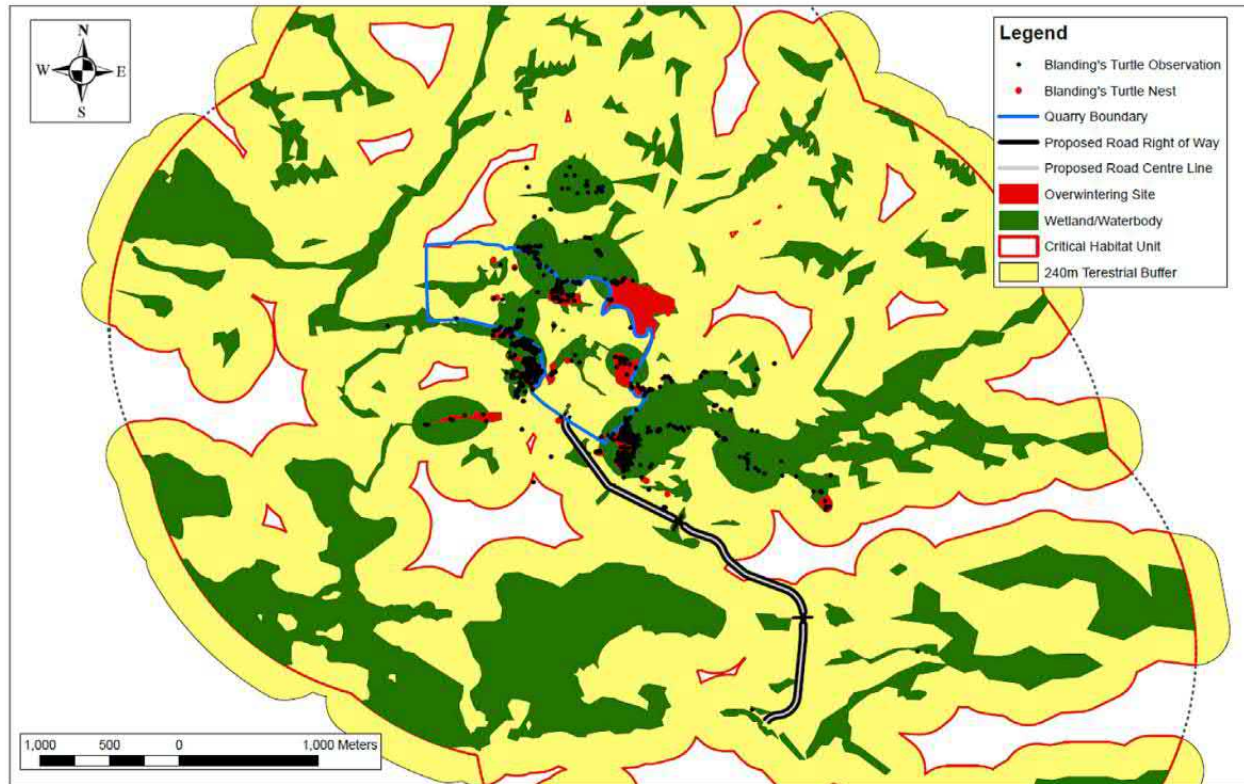 N
W E
S
Legend
Blanding's Turtle Observation
Blanding's Turtle Nest
Quarry Boundary
Proposed Road Right of Way
Proposed Road Centre Line
Overwintering Site
Wetland/Waterbody
Critical Habitat Unit
240m Terestrial Buffer
1,000 500 0 1,000 Meters